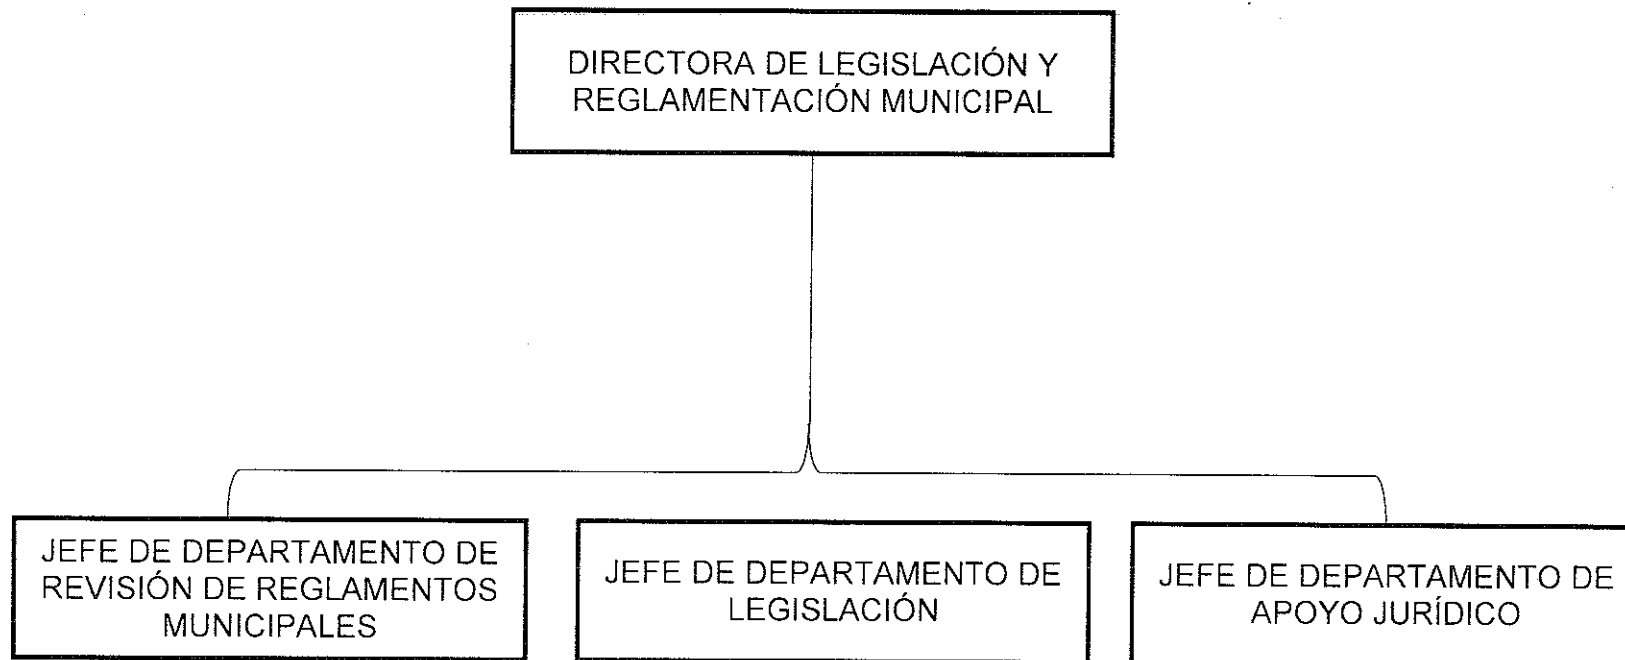 DIRECTORA DE LEGISLACIÓN Y
REGLAMENTACIÓN MUNICIPAL
JEFE DE DEPARTAMENTO DE
REVISIÓN DE REGLAMENTOS
MUNICIPALES
JEFE DE DEPARTAMENTO DE
LEGISLACIÓN
JEFE DE DEPARTAMENTO DE
APOYO JURÍDICO